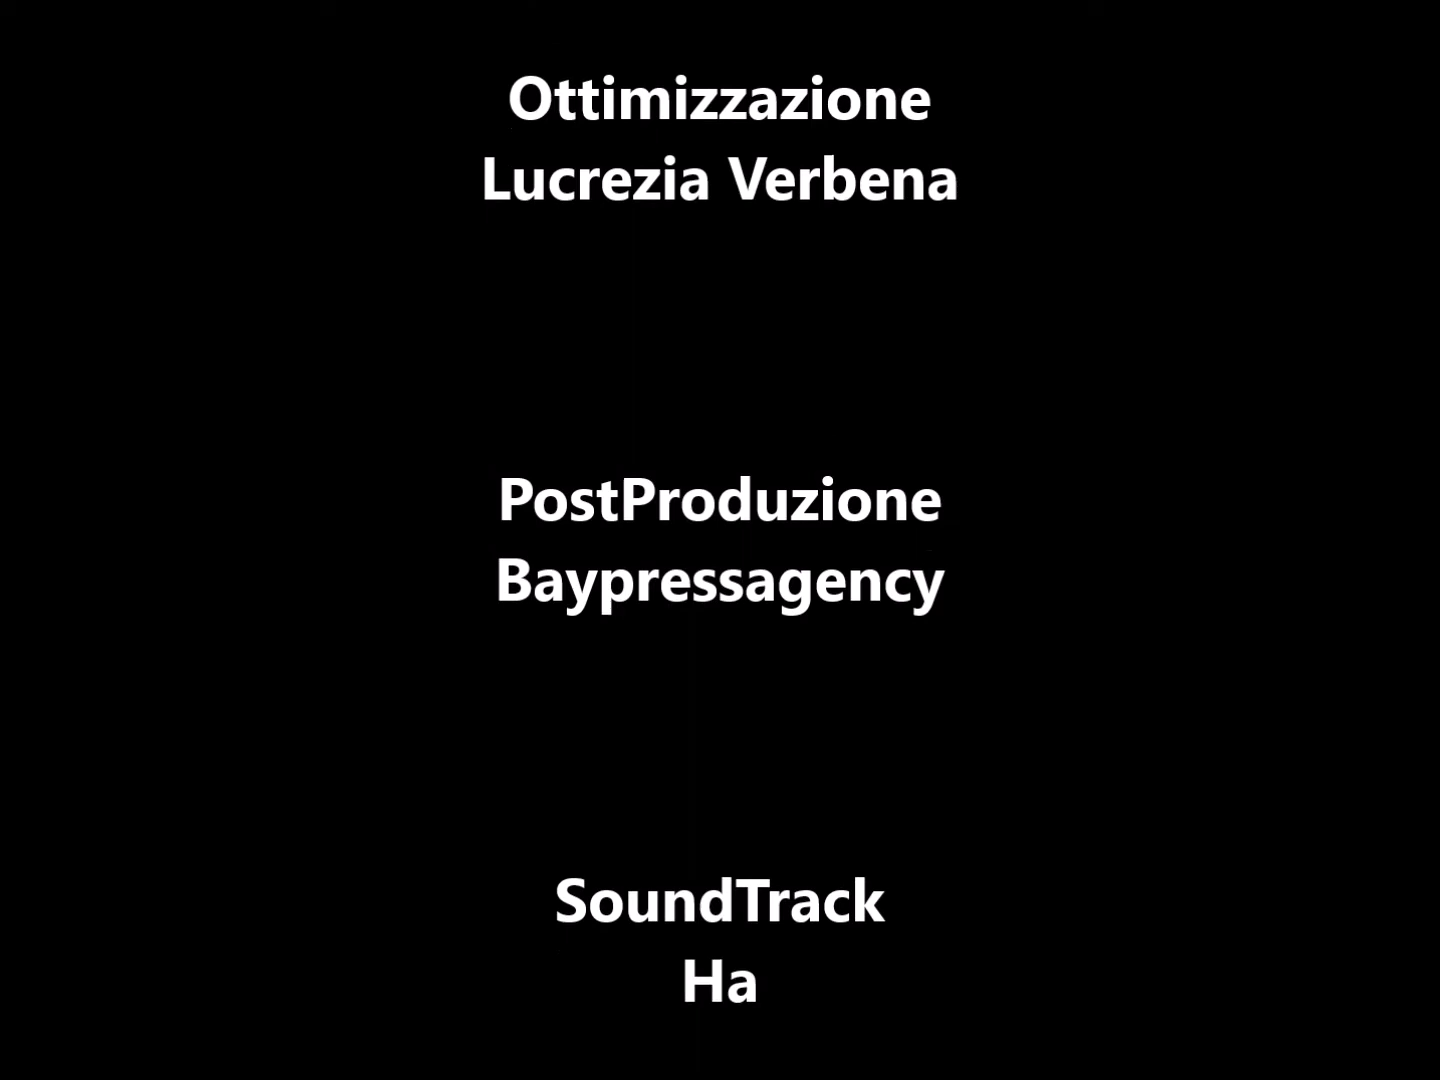 Ottimizzazione
Lucrezia Verbena
PostProduzione
Baypressagency
SoundTrack
Ha